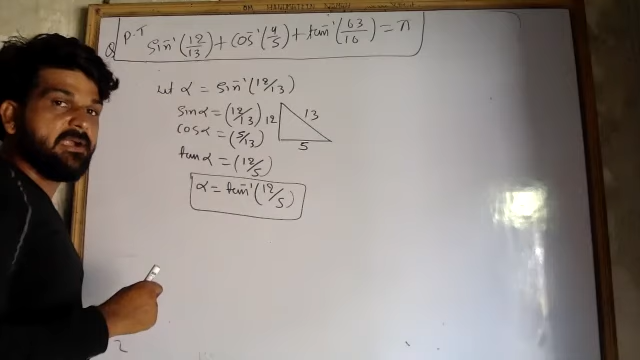 Q P.T sin⁻¹(12/13) + cos⁻¹(4/5) + tan⁻¹(63/16) = π
Let α = sin⁻¹(12/13)
sinα = (12/13)
12 13
cosα = (5/13)
5
tanα = (12/5)
α = tan⁻¹(12/5)